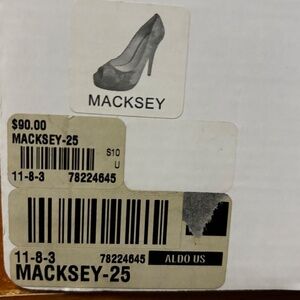 MACKSEY
$90.00
MACKSEY-25
S10
U
11-8-3 78224645
11-8-3 78224645 ALDO US
MACKSEY-25